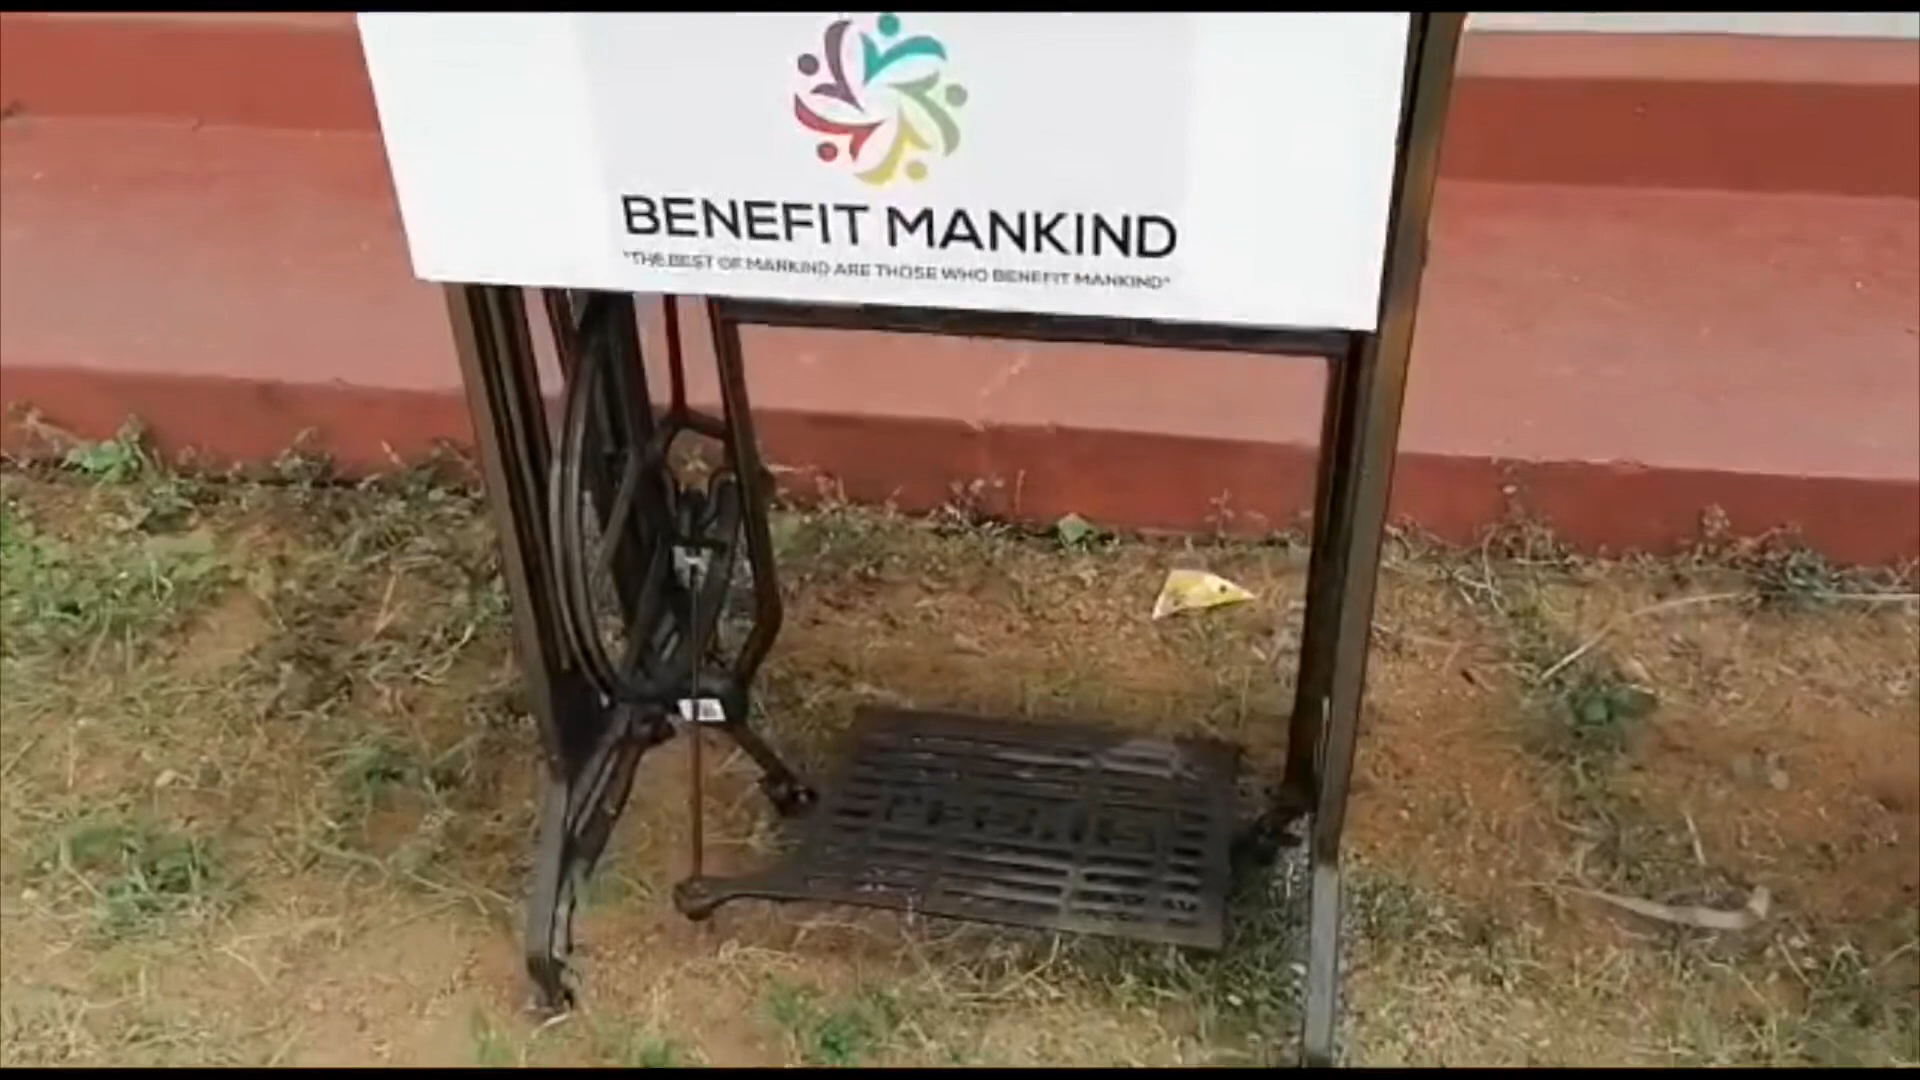 BENEFIT MANKIND
"THE BEST OF MANKIND ARE THOSE WHO BENEFIT MANKIND"